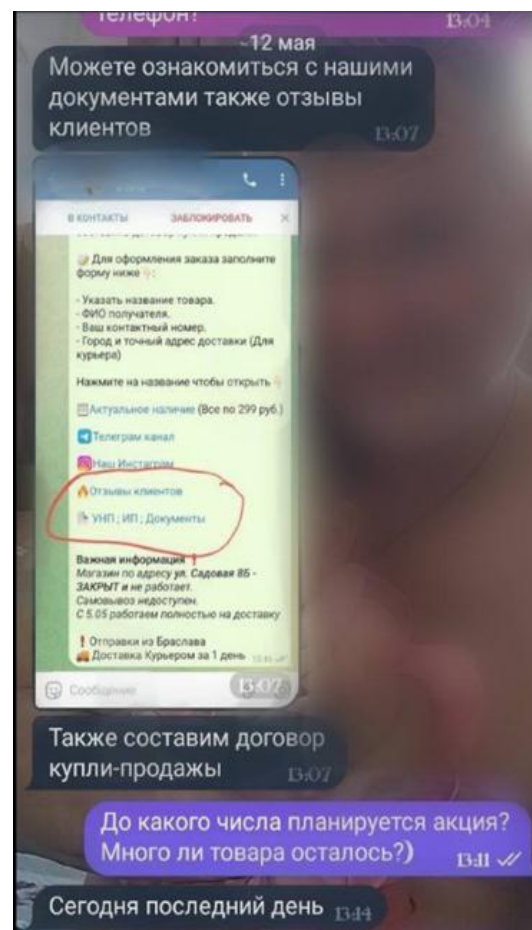 телефон?
13:04
12 мая
Можете ознакомиться с нашими
документами также отзывы
клиентов
13:07
В КОНТАКТЫ
ЗАБЛОКИРОВАТЬ
Для оформления заказа заполните
форму ниже
:
- Указать название товара.
- ФИО получателя.
- Ваш контактный номер.
- Город и точный адрес доставки (Для
курьера)
Нажмите на название чтобы открыть
Актуальное наличие (Все по 299 руб.)
Телеграм канал
Наш Инстаграм
Отзывы клиентов
УНП ; ИП ; Документы
Важная информация
Магазин по адресу ул. Садовая 8Б -
ЗАКРЫТ и не работает.
Самовывоз недоступен.
С 5.05 работаем полностью на доставку
Отправки из Браслава
Доставка Курьером за 1 день
Сообщение
13:07
Также составим договор
купли-продажы
13:07
До какого числа планируется акция?
Много ли товара осталось?)
13:11
Сегодня последний день
13:14